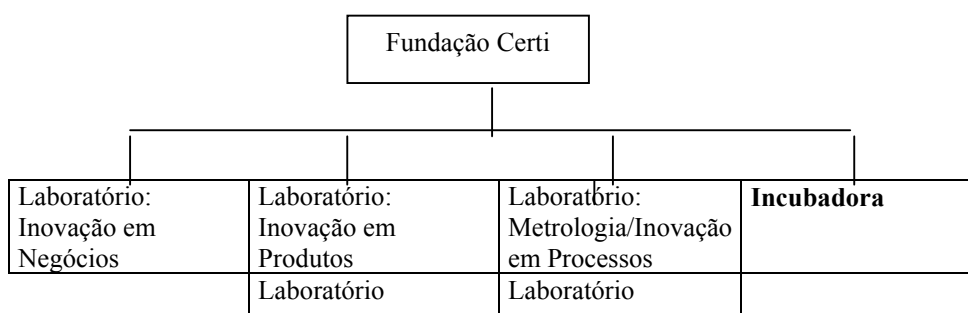 Fundação Certi
Laboratório:
Inovação em
Negócios
Laboratório:
Inovação em
Produtos
Laboratório:
Metrologia/Inovação
em Processos
Incubadora
Laboratório
Laboratório